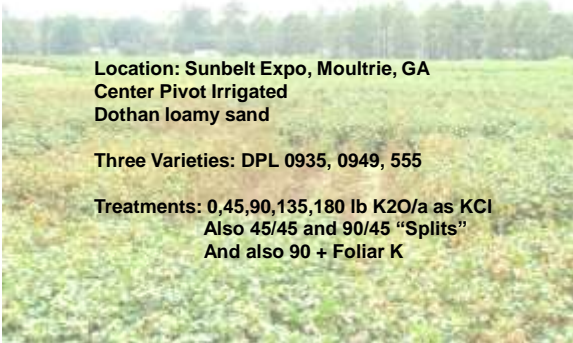 Location: Sunbelt Expo, Moultrie, GA
Center Pivot Irrigated
Dothan loamy sand
Three Varieties: DPL 0935, 0949, 555
Treatments: 0,45,90,135,180 lb K2O/a as KCl
Also 45/45 and 90/45 “Splits”
And also 90 + Foliar K